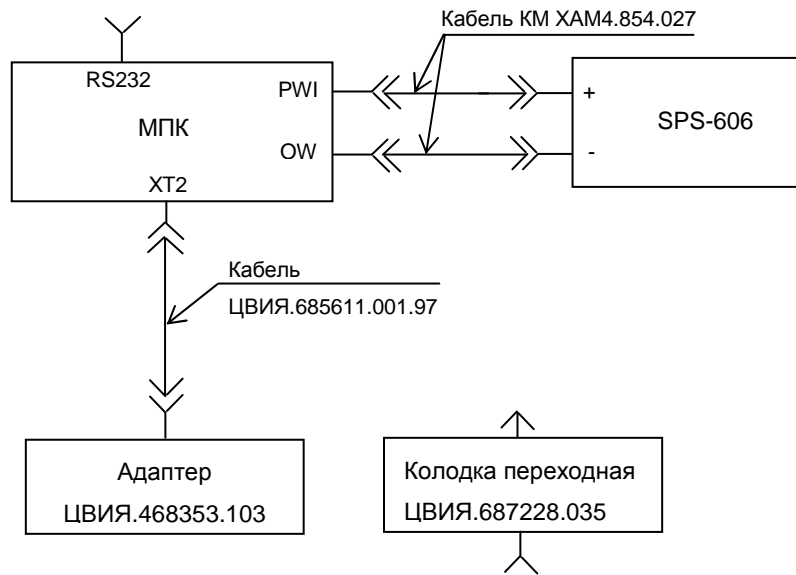 Кабель КМ ХАМ4.854.027
RS232
PWI
+
МПК
SPS-606
OW
-
XT2
Кабель
ЦВИЯ.685611.001.97
Адаптер
ЦВИЯ.468353.103
Колодка переходная
ЦВИЯ.687228.035